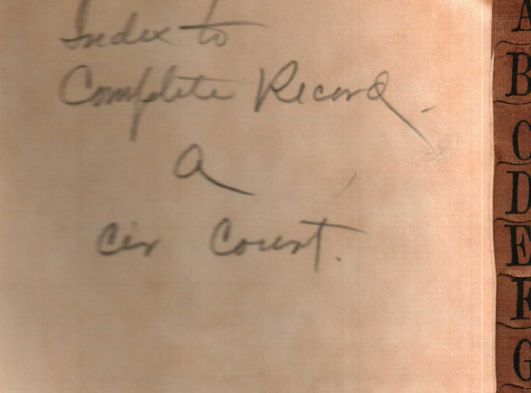 Index to
Complete Record.
A
Cir Court.
A
B
C
D
E
F
G